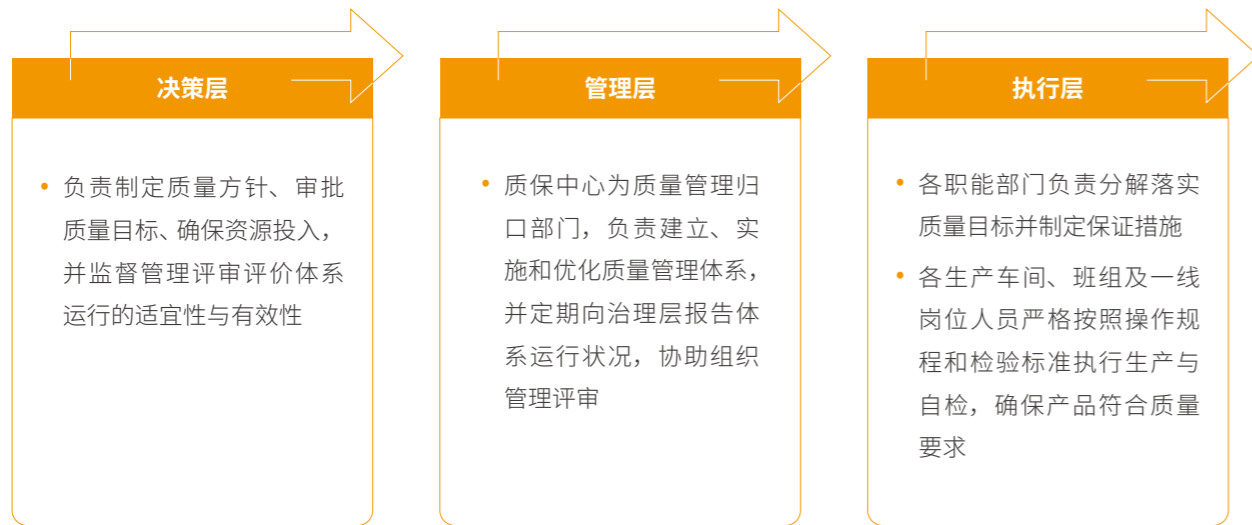 决策层
负责制定质量方针、审批
质量目标、确保资源投入，
并监督管理评审评价体系
运行的适宜性与有效性
管理层
质保中心为质量管理归
口部门，负责建立、实
施和优化质量管理体系，
并定期向治理层报告体
系运行状况，协助组织
管理评审
执行层
各职能部门负责分解落实
质量目标并制定保证措施
各生产车间、班组及一线
岗位人员严格按照操作规
程和检验标准执行生产与
自检，确保产品符合质量
要求